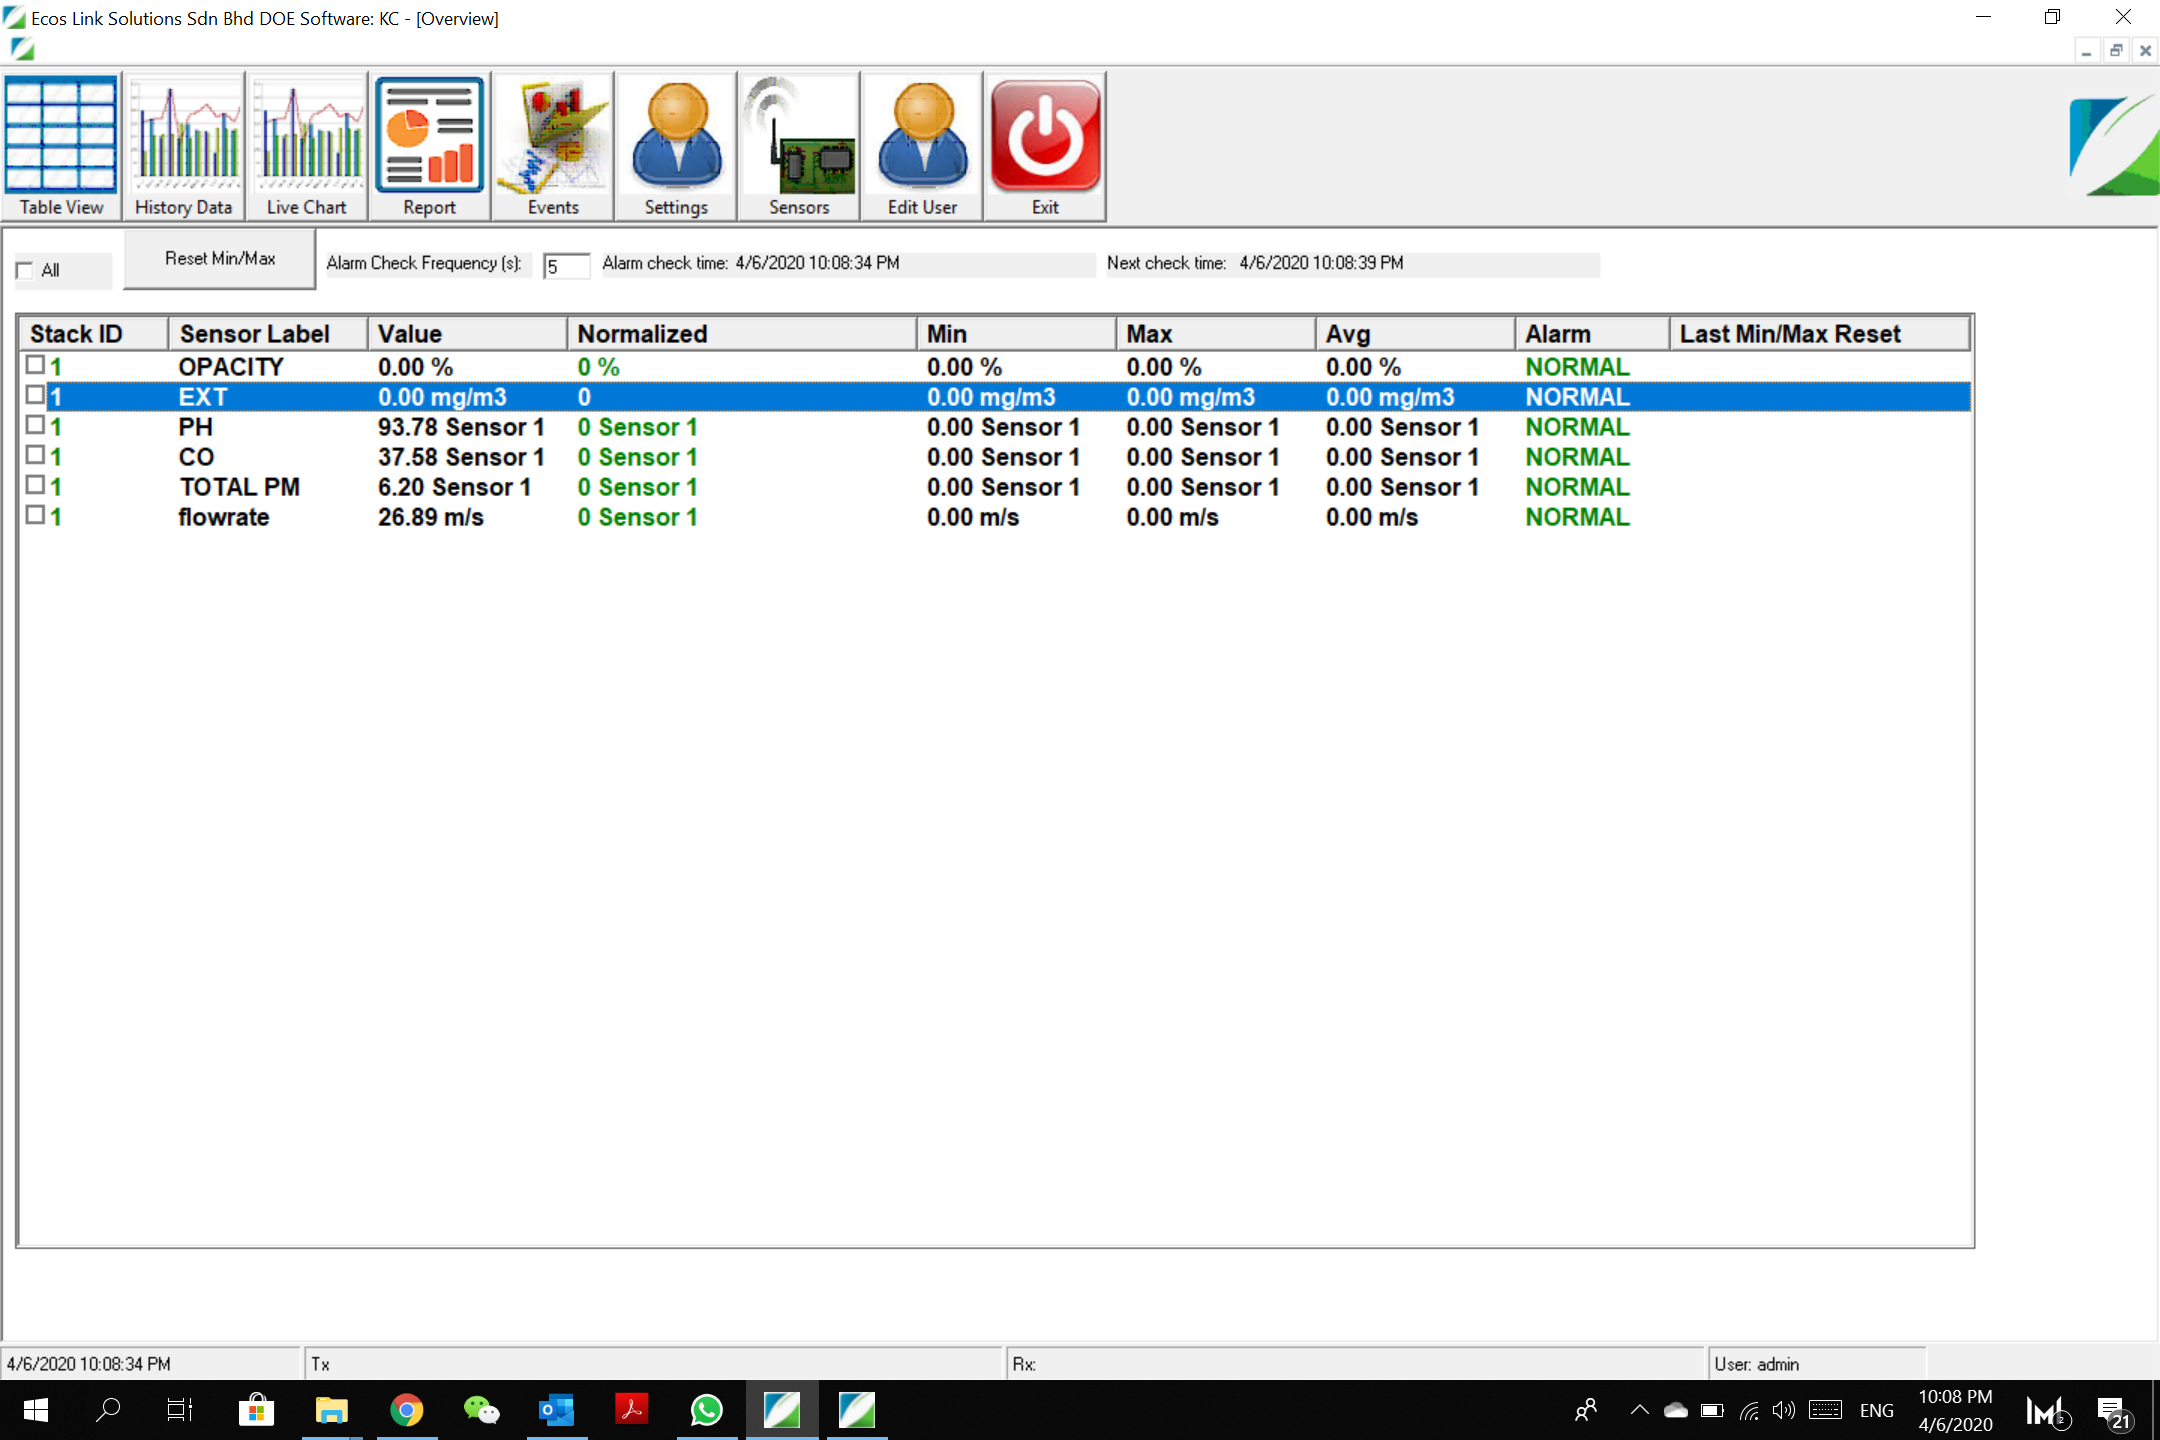 Ecos Link Solutions Sdn Bhd DOE Software: KC - [Overview]
Table View History Data Live Chart Report Events Settings Sensors Edit User Exit
All Reset Min/Max Alarm Check Frequency (s): 5 Alarm check time: 4/6/2020 10:08:34 PM Next check time: 4/6/2020 10:08:39 PM
Stack ID Sensor Label Value Normalized Min Max Avg Alarm Last Min/Max Reset
1 OPACITY 0.00 % 0 % 0.00 % 0.00 % 0.00 % NORMAL
1 EXT 0.00 mg/m3 0 0.00 mg/m3 0.00 mg/m3 0.00 mg/m3 NORMAL
1 PH 93.78 Sensor 1 0 Sensor 1 0.00 Sensor 1 0.00 Sensor 1 0.00 Sensor 1 NORMAL
1 CO 37.58 Sensor 1 0 Sensor 1 0.00 Sensor 1 0.00 Sensor 1 0.00 Sensor 1 NORMAL
1 TOTAL PM 6.20 Sensor 1 0 Sensor 1 0.00 Sensor 1 0.00 Sensor 1 0.00 Sensor 1 NORMAL
1 flowrate 26.89 m/s 0 Sensor 1 0.00 m/s 0.00 m/s 0.00 m/s NORMAL
4/6/2020 10:08:34 PM Tx Rx: User: admin
ENG 10:08 PM 21
4/6/2020